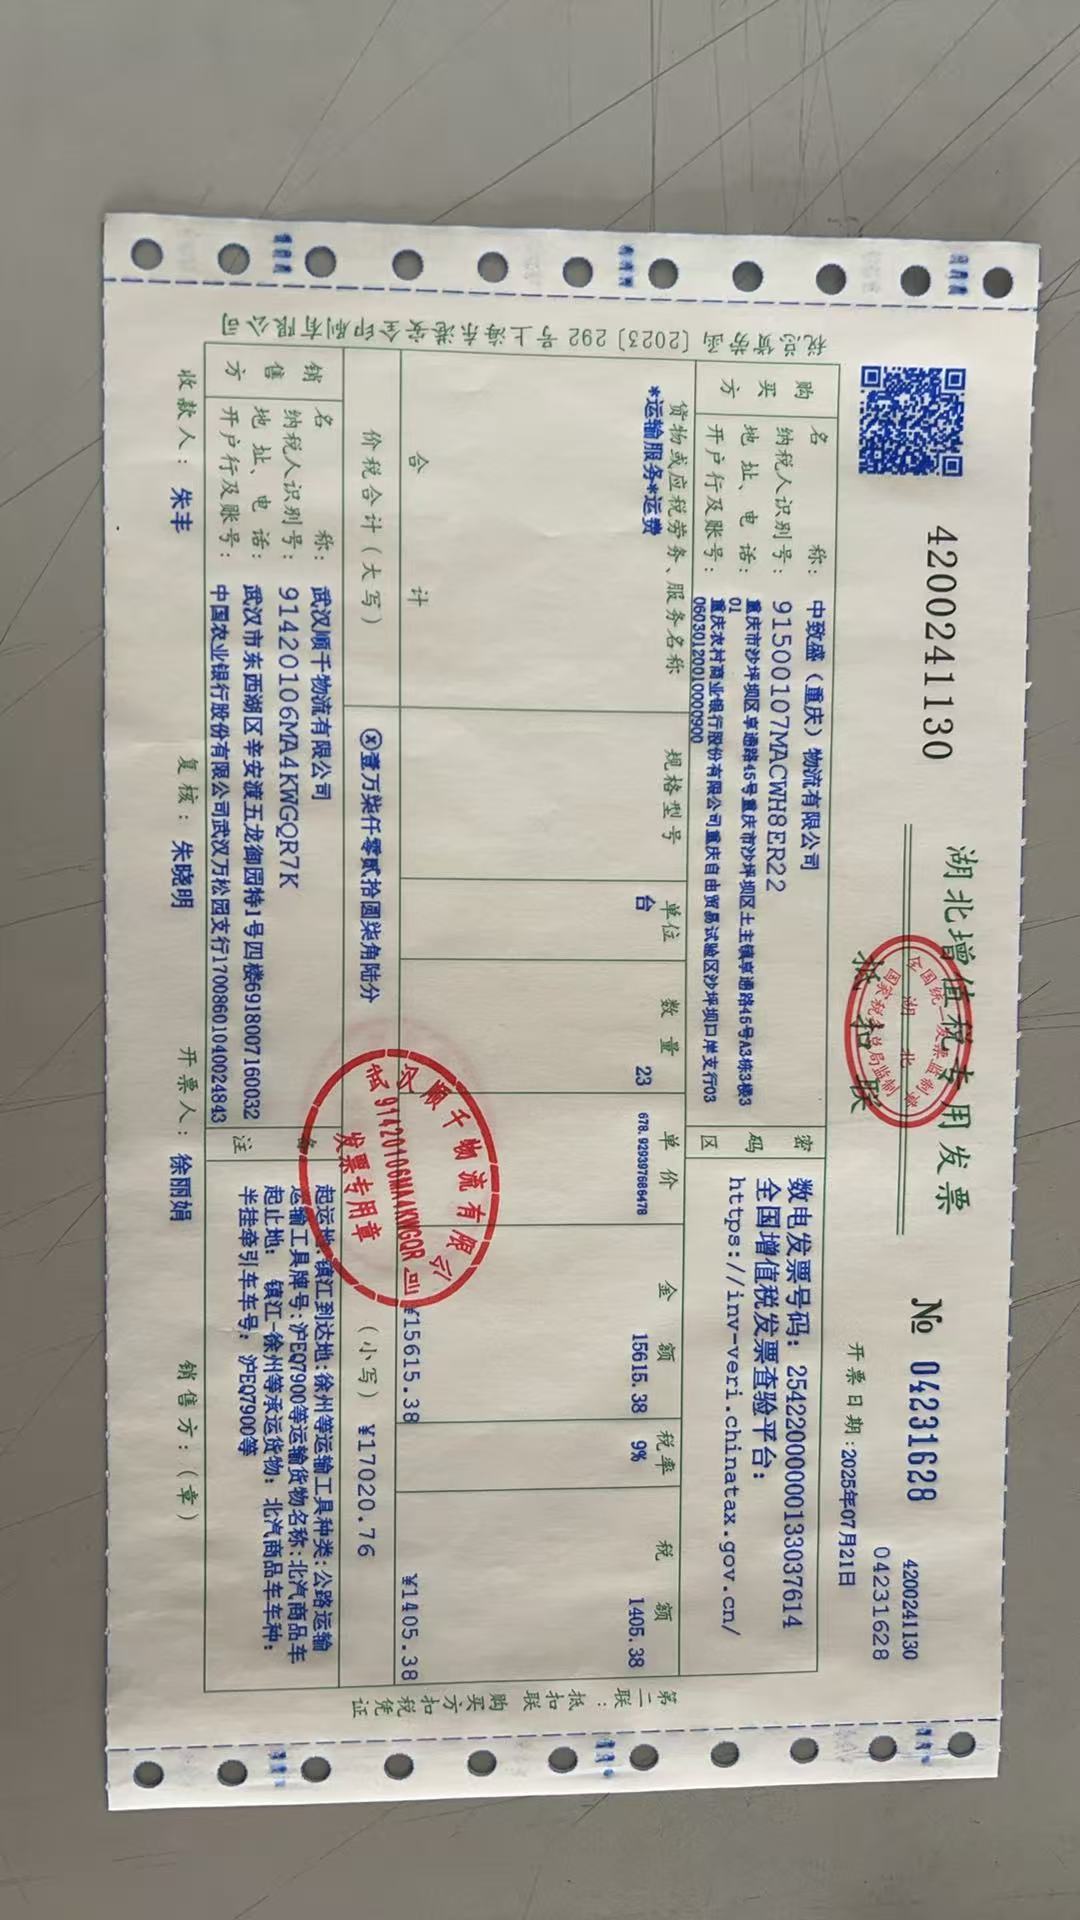 4200241130
湖北增值税专用发票
抵扣联
全国统一发票监制章
湖北
国家税务总局监制
№ 04231628
4200241130
04231628
开票日期:2025年07月21日
税总货劳函〔2023〕292号上海东港安全印刷有限公司
购买方
名称:中致盛(重庆)物流有限公司
纳税人识别号:91500107MACWH8ER22
地址、电话:重庆市沙坪坝区享通路45号重庆市沙坪坝区土主镇享通路45号A3栋3楼3
01
开户行及账号:重庆农村商业银行股份有限公司重庆自由贸易试验区沙坪坝口岸支行03
06030120010000900
密码区
数电发票号码: 25422000000133037614
全国增值税发票查验平台:
https://inv-veri.chinatax.gov.cn/
货物或应税劳务、服务名称 规格型号 单位 数量 单价 金额 税率 税额
*运输服务*运费 台 23 678.929397686478 15615.38 9% 1405.38
合计 ¥15615.38 ¥1405.38
价税合计(大写) ⓧ壹万柒仟零贰拾圆柒角陆分 (小写) ¥17020.76
销售方
名称:武汉顺千物流有限公司
纳税人识别号:91420106MA4KWGQR7K
地址、电话:武汉市东西湖区辛安渡五龙御园特1号四楼6918007160032
开户行及账号:中国农业银行股份有限公司武汉万松园支行17008601040024843
备注
起运地:镇江到达地:徐州等运输工具种类:公路运输
运输工具牌号:沪EQ7900等运输货物名称:北汽商品车
起止地: 镇江-徐州等承运货物: 北汽商品车车种:
半挂牵引车车号: 沪EQ7900等
武汉顺千物流有限公司
91420106MA4KWGQR
发票专用章
收款人:朱丰 复核:朱晓明 开票人:徐丽娟 销售方:(章)
第二联:抵扣联 购买方扣税凭证